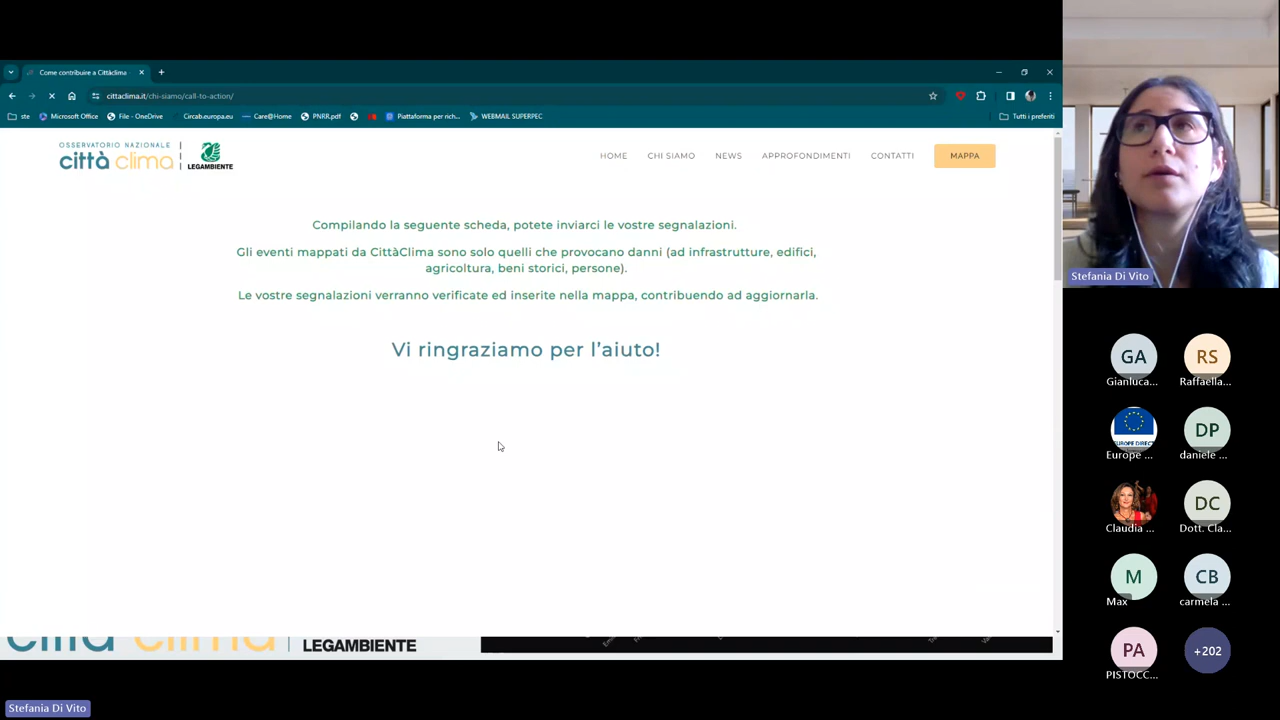 Come contribuire a Cittàclima
cittaclima.it/chi-siamo/call-to-action/
ste
Microsoft Office
File - OneDrive
Circab.europa.eu
Care@Home
PNRR.pdf
Piattaforma per rich...
WEBMAIL SUPERPEC
Tutti i preferiti
OSSERVATORIO NAZIONALE
città clima
LEGAMBIENTE
HOME
CHI SIAMO
NEWS
APPROFONDIMENTI
CONTATTI
MAPPA
Compilando la seguente scheda, potete inviarci le vostre segnalazioni.
Gli eventi mappati da CittàClima sono solo quelli che provocano danni (ad infrastrutture, edifici,
agricoltura, beni storici, persone).
Le vostre segnalazioni verranno verificate ed inserite nella mappa, contribuendo ad aggiornarla.
Vi ringraziamo per l'aiuto!
città clima
LEGAMBIENTE
Stefania Di Vito
GA
Gianluca...
RS
Raffaella...
EUROPE DIRECT
Europe ...
DP
daniele ...
Claudia ...
DC
Dott. Cla...
M
Max
CB
carmela ...
PA
PISTOCC...
+202
Stefania Di Vito